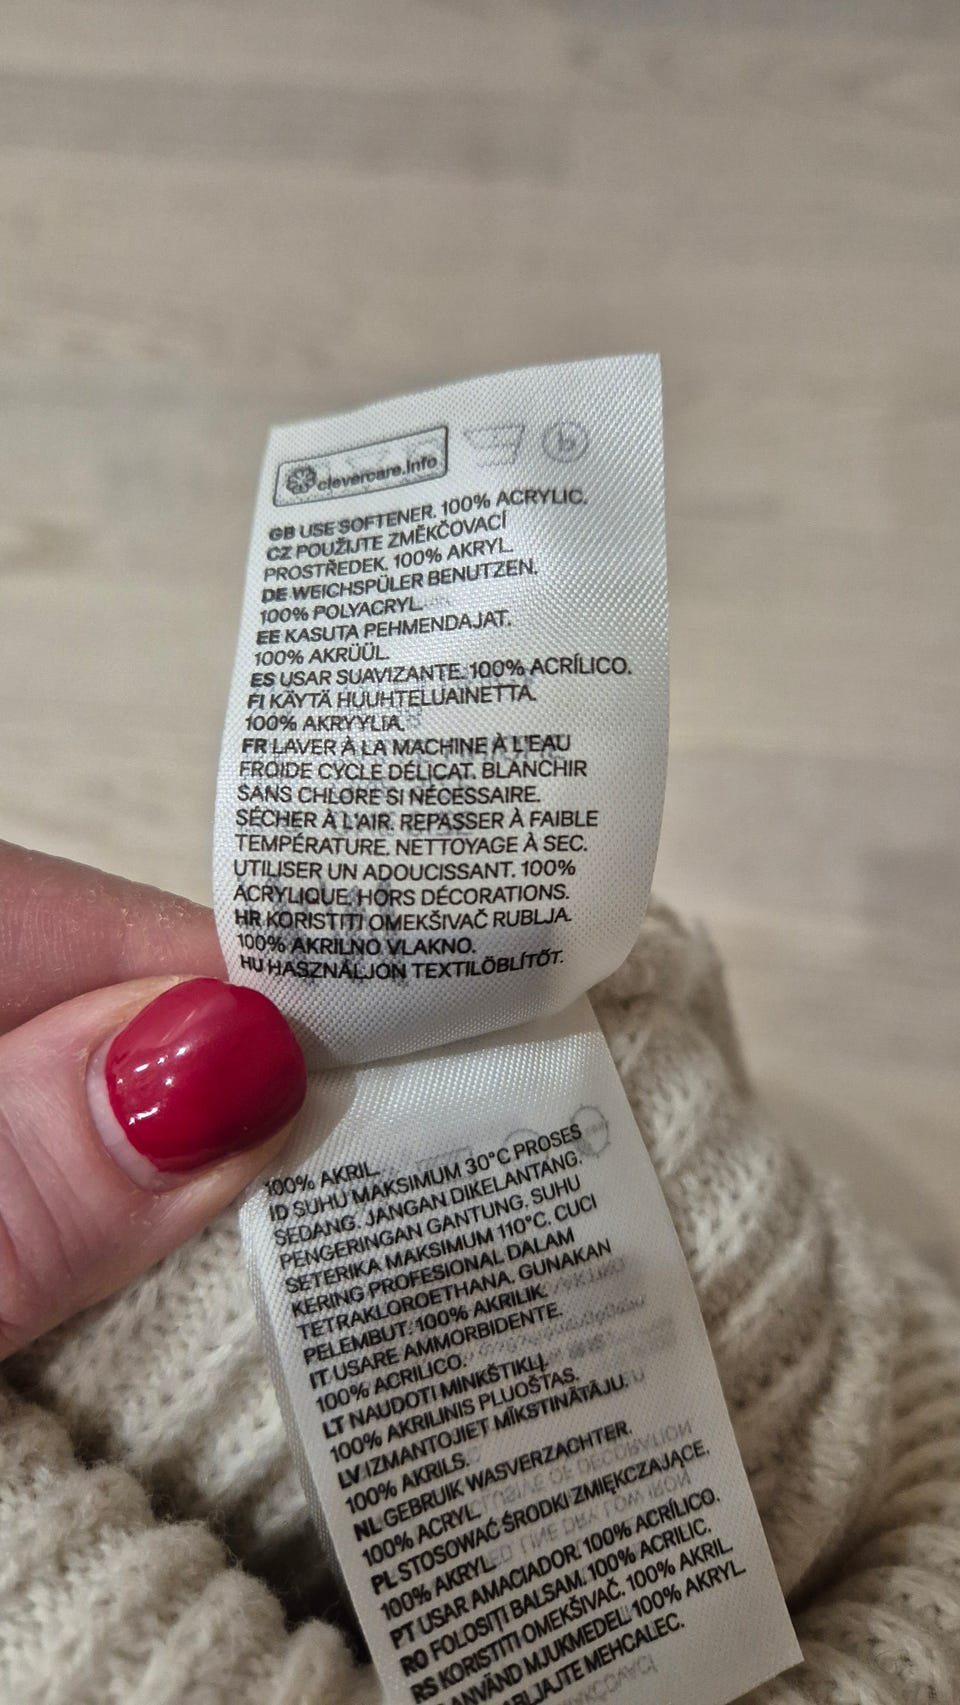 clevercare.info
GB USE SOFTENER. 100% ACRYLIC.
CZ POUŽIJTE ZMĚKČOVACÍ
PROSTŘEDEK. 100% AKRYL.
DE WEICHSPÜLER BENUTZEN.
100% POLYACRYL.
EE KASUTA PEHMENDAJAT.
100% AKRÜÜL.
ES USAR SUAVIZANTE. 100% ACRÍLICO.
FI KÄYTÄ HUUHTELUAINETTA.
100% AKRYYLIA.
FR LAVER À LA MACHINE À L'EAU
FROIDE CYCLE DÉLICAT. BLANCHIR
SANS CHLORE SI NÉCESSAIRE.
SÉCHER À L'AIR. REPASSER À FAIBLE
TEMPÉRATURE. NETTOYAGE À SEC.
UTILISER UN ADOUCISSANT. 100%
ACRYLIQUE. HORS DÉCORATIONS.
HR KORISTITI OMEKŠIVAČ RUBLJA.
100% AKRILNO VLAKNO.
HU HASZNÁLJON TEXTILÖBLÍTŐT.
100% AKRIL.
ID SUHU MAKSIMUM 30°C PROSES
SEDANG. JANGAN DIKELANTANG.
PENGERINGAN GANTUNG. SUHU
SETERIKA MAKSIMUM 110°C. CUCI
KERING PROFESIONAL DALAM
TETRAKLOROETHANA. GUNAKAN
PELEMBUT. 100% AKRILIK.
IT USARE AMMORBIDENTE.
100% ACRILICO.
LT NAUDOTI MINKŠTIKLĮ.
100% AKRILINIS PLUOŠTAS.
LV IZMANTOJIET MĪKSTINĀTĀJU.
100% AKRILS.
NL GEBRUIK WASVERZACHTER.
100% ACRYL.
PL STOSOWAĆ ŚRODKI ZMIĘKCZAJĄCE.
100% AKRYL.
PT USAR AMACIADOR. 100% ACRÍLICO.
RO FOLOSIȚI BALSAM. 100% ACRILIC.
RS KORISTITI OMEKŠIVAČ. 100% AKRIL.
ANVÄND MJUKMEDEL. 100% AKRYL.
MEHČALEC.